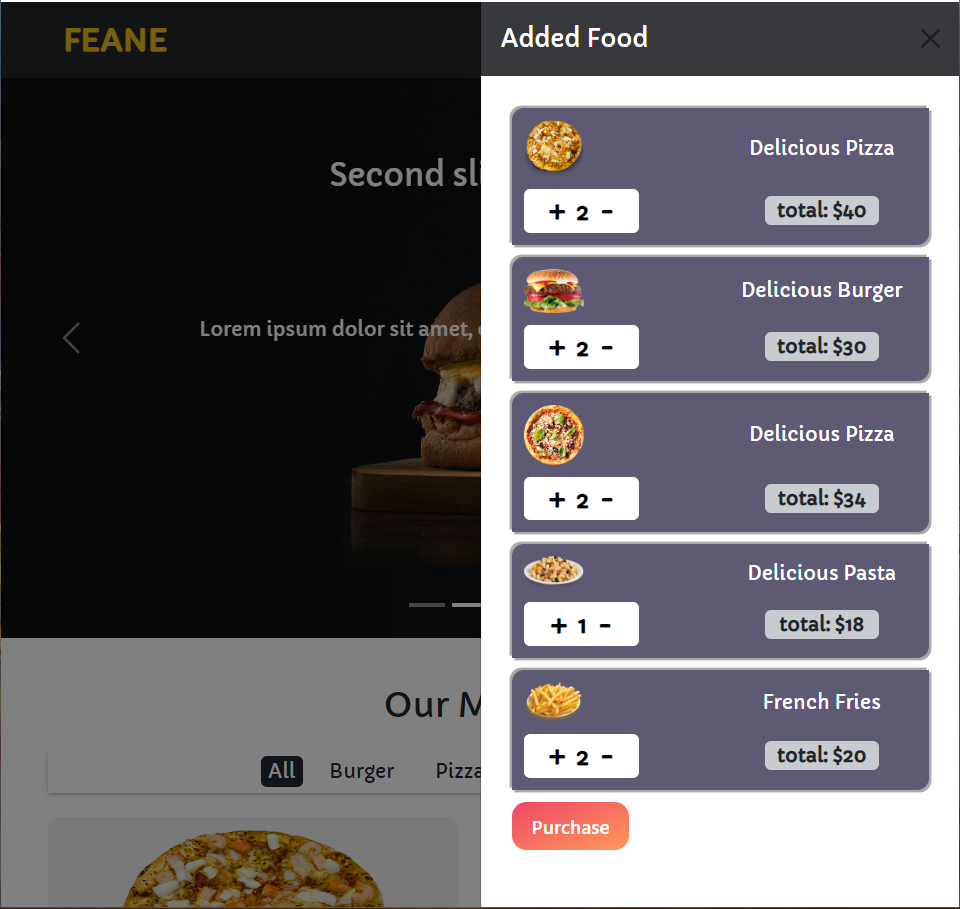 FEANE
Second sli
Lorem ipsum dolor sit amet,
Our M
All Burger Pizza
Added Food
Delicious Pizza
+ 2 - total: $40
Delicious Burger
+ 2 - total: $30
Delicious Pizza
+ 2 - total: $34
Delicious Pasta
+ 1 - total: $18
French Fries
+ 2 - total: $20
Purchase